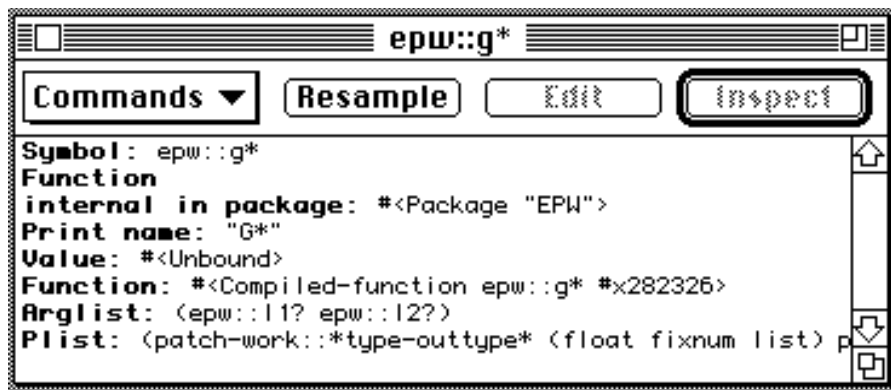 epw::g*
Commands Resample Edit Inspect
Symbol: epw::g*
Function
internal in package: #<Package "EPW">
Print name: "G*"
Value: #<Unbound>
Function: #<Compiled-function epw::g* #x282326>
Arglist: (epw::l1? epw::l2?)
Plist: (patch-work::*type-outtype* (float fixnum list) p